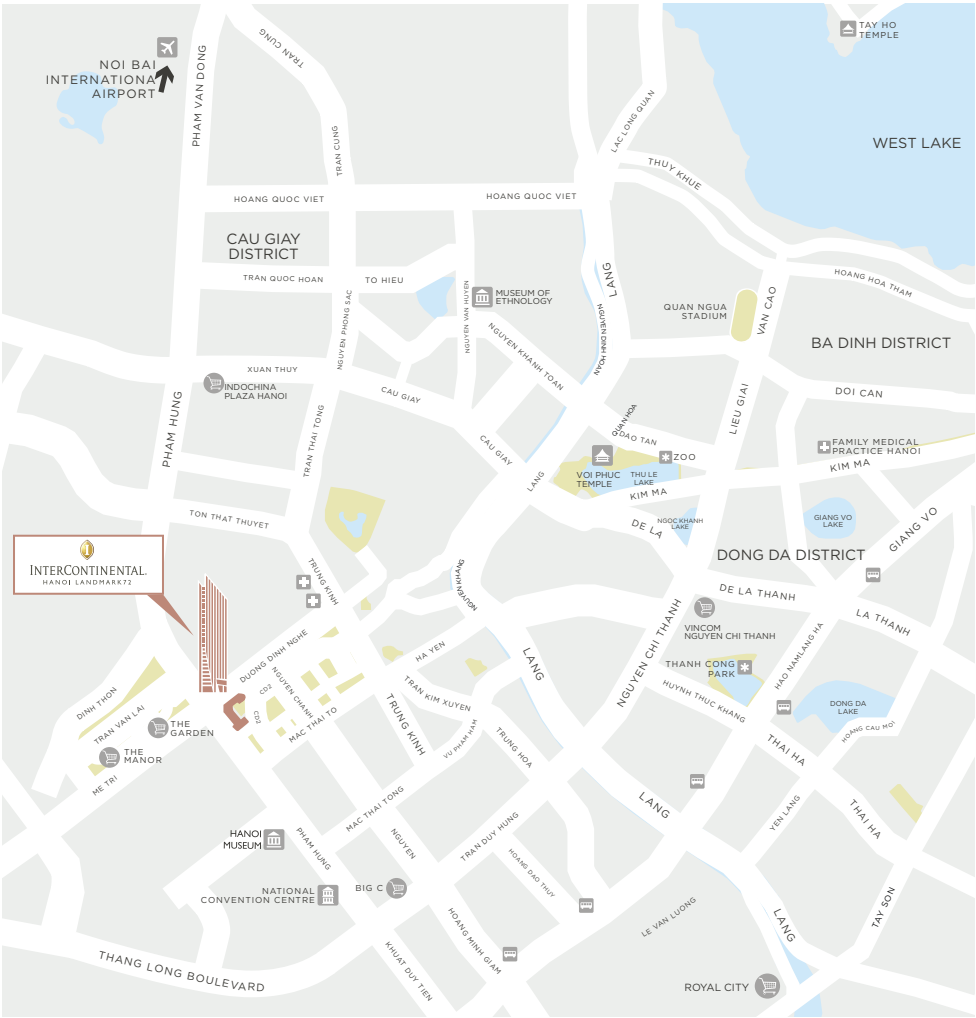 TAY HO
TEMPLE
NOI BAI
INTERNATIONA
AIRPORT
PHAM VAN DONG
TRAN CUNG
TRAN CUNG
LAC LONG QUAN
WEST LAKE
THUY KHUE
HOANG QUOC VIET
HOANG QUOC VIET
CAU GIAY
DISTRICT
TRAN QUOC HOAN
TO HIEU
LANG
HOANG HOA THAM
MUSEUM OF
ETHNOLOGY
NGUYEN VAN HUYEN
NGUYEN PHONG SAC
NGUYEN DINH HOAN
QUAN NGUA
STADIUM
VAN CAO
BA DINH DISTRICT
NGUYEN KHANH TOAN
XUAN THUY
INDOCHINA
PLAZA HANOI
CAU GIAY
DOI CAN
LIEU GIAI
PHAM HUNG
TRAN THAI TONG
QUAN HOA
DAO TAN
CAU GIAY
FAMILY MEDICAL
PRACTICE HANOI
ZOO
KIM MA
VOI PHUC
TEMPLE
THU LE
LAKE
LANG
KIM MA
TON THAT THUYET
DE LA
NGOC KHANH
LAKE
GIANG VO
LAKE
GIANG VO
DONG DA DISTRICT
INTERCONTINENTAL.
HANOI LANDMARK72
TRUNG KINH
NGUYEN KHANG
DE LA THANH
LA THANH
VINCOM
NGUYEN CHI THANH
NGUYEN CHI THANH
DUONG DINH NGHE
HA YEN
LANG
HAO NAMLANG HA
THANH CONG
PARK
HUYNH THUC KHANG
DINH THON
TRAN VAN LAI
CD2
NGUYEN CHANH
CD2
TRAN KIM XUYEN
DONG DA
LAKE
HOANG CAU MOI
THE
GARDEN
MAC THAI TO
TRUNG KINH
VU PHAM HAM
TRUNG HOA
THE
MANOR
ME TRI
THAI HA
MAC THAI TONG
LANG
YEN LANG
THAI HA
HANOI
MUSEUM
PHAM HUNG
NGUYEN
TRAN DUY HUNG
HOANG DAO THUY
NATIONAL
CONVENTION CENTRE
BIG C
LE VAN LUONG
TAY SON
HOANG MINH GIAM
LANG
THANG LONG BOULEVARD
KHUAT DUY TIEN
ROYAL CITY